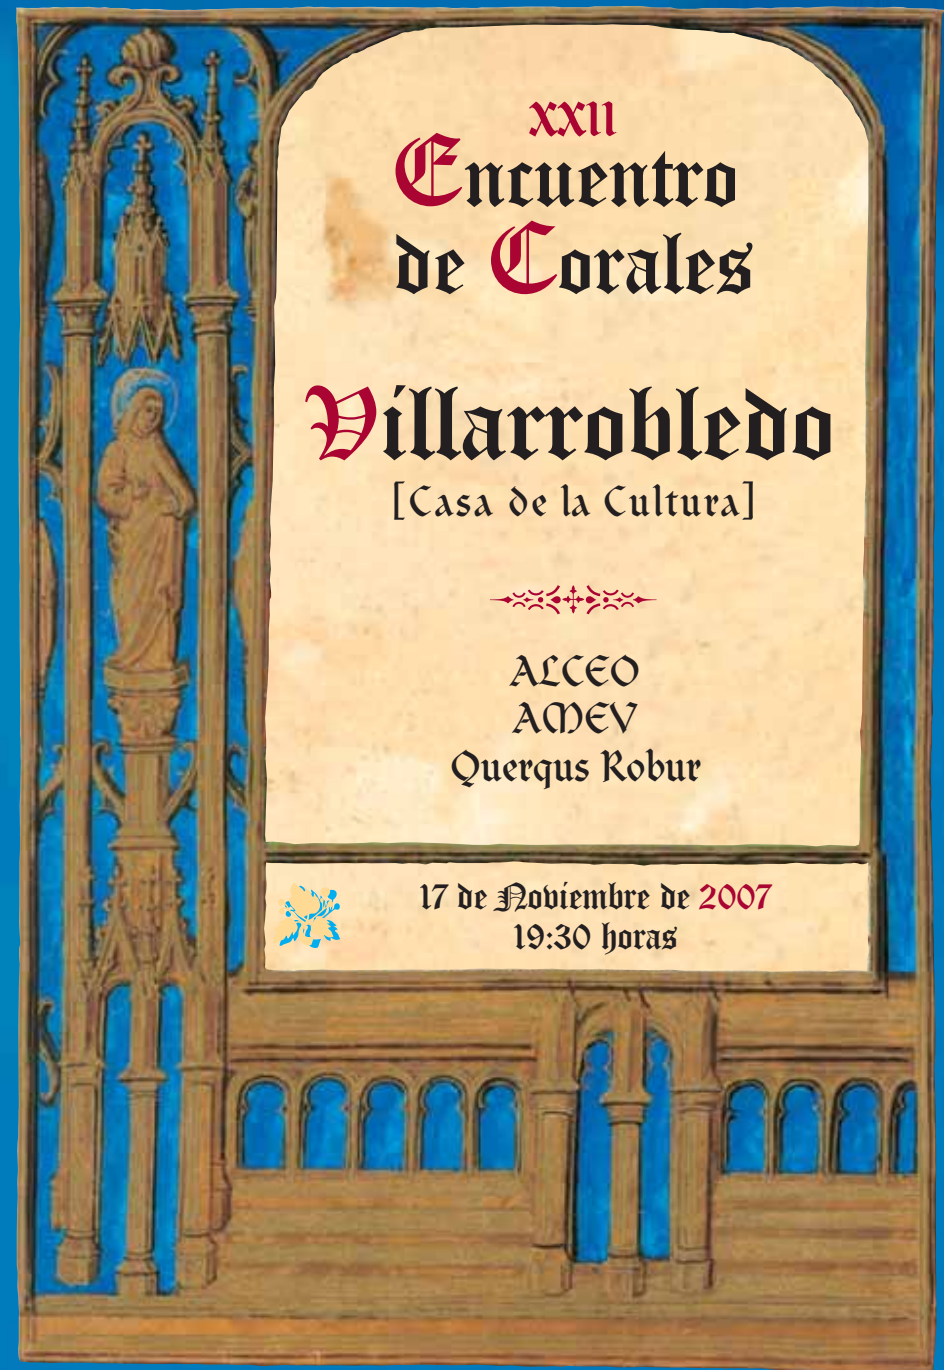 XXII
Encuentro
de Corales
Villarrobledo
[Casa de la Cultura]
ALCEO
AMEV
Querqus Robur
17 de Noviembre de 2007
19:30 horas